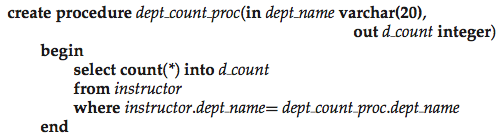 create procedure dept_count_proc(in dept_name varchar(20),
out d_count integer)
begin
select count(*) into d_count
from instructor
where instructor.dept_name= dept_count_proc.dept_name
end